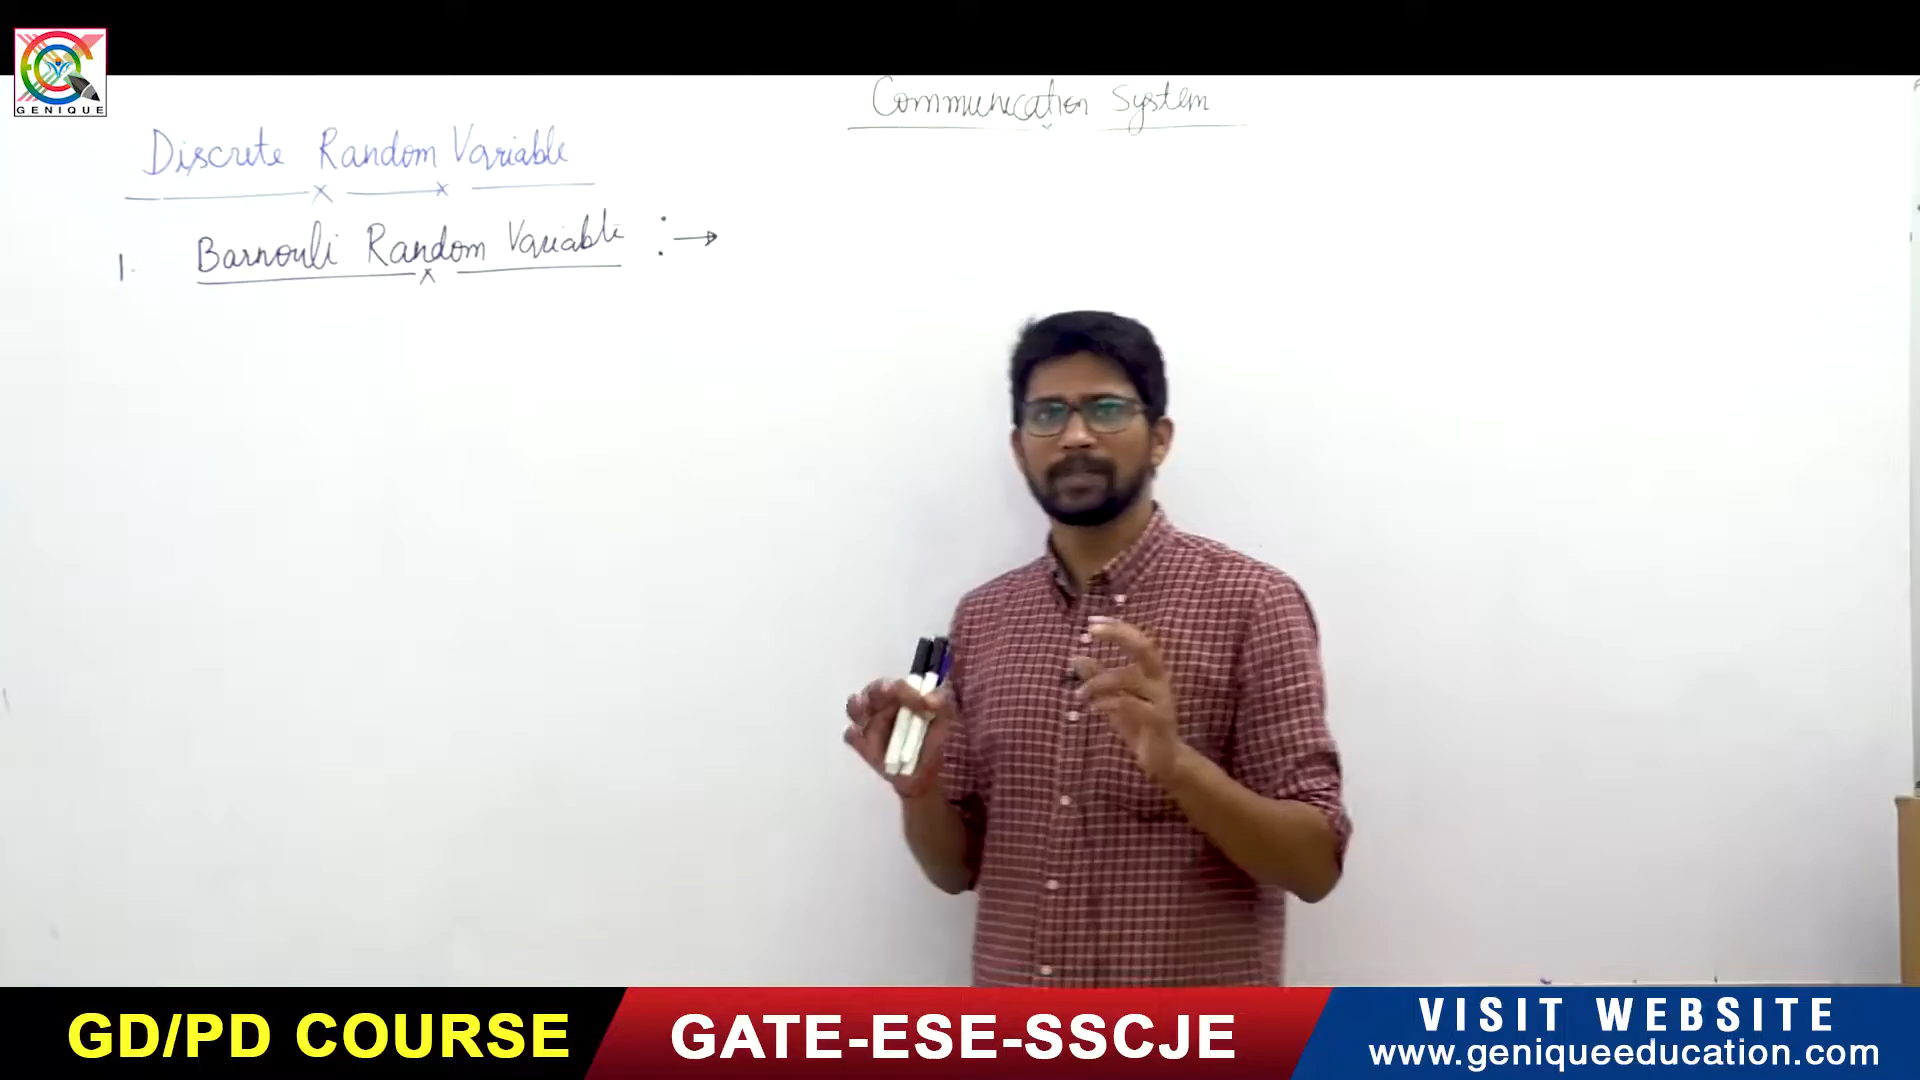 GENIQUE
Communication System
Discrete Random Variable
1. Barnouli Random Variable :→
GD/PD COURSE
GATE-ESE-SSCJE
VISIT WEBSITE
www.geniqueeducation.com